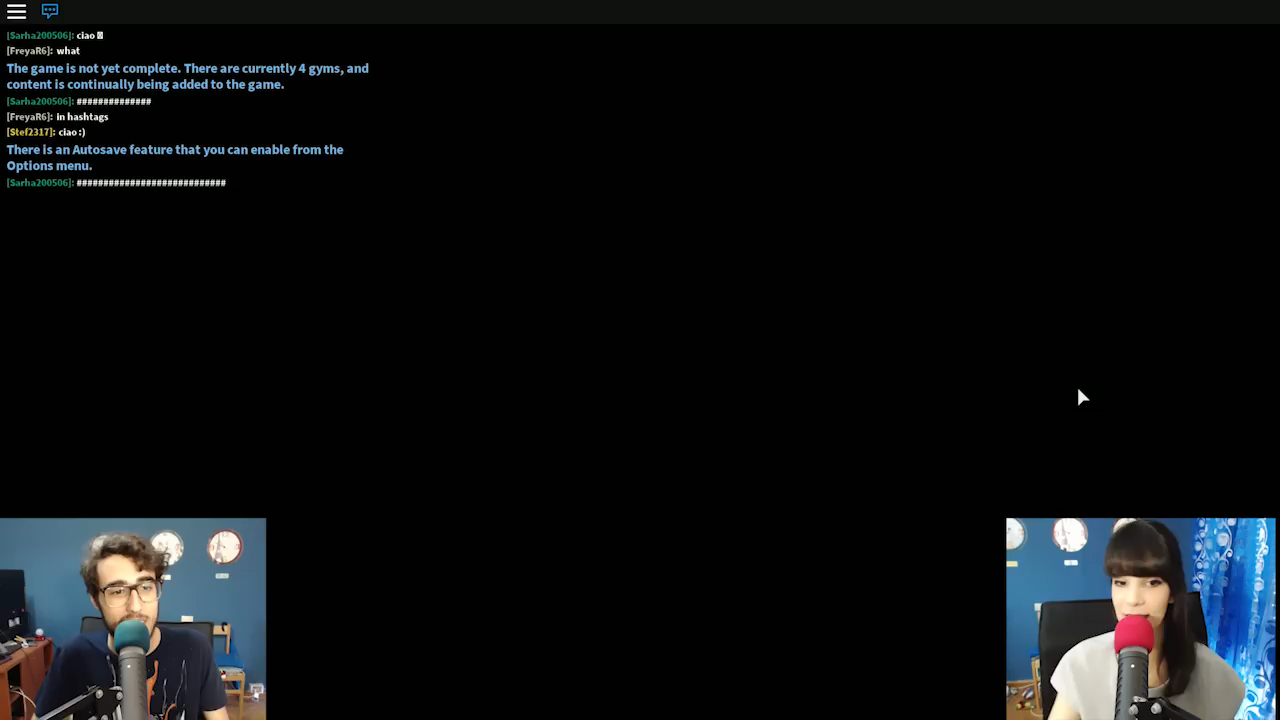 [Sarha200506]: ciao
[FreyaR6]: what
The game is not yet complete. There are currently 4 gyms, and
content is continually being added to the game.
[Sarha200506]: ##############
[FreyaR6]: in hashtags
[Stef2317]: ciao :)
There is an Autosave feature that you can enable from the
Options menu.
[Sarha200506]: ############################